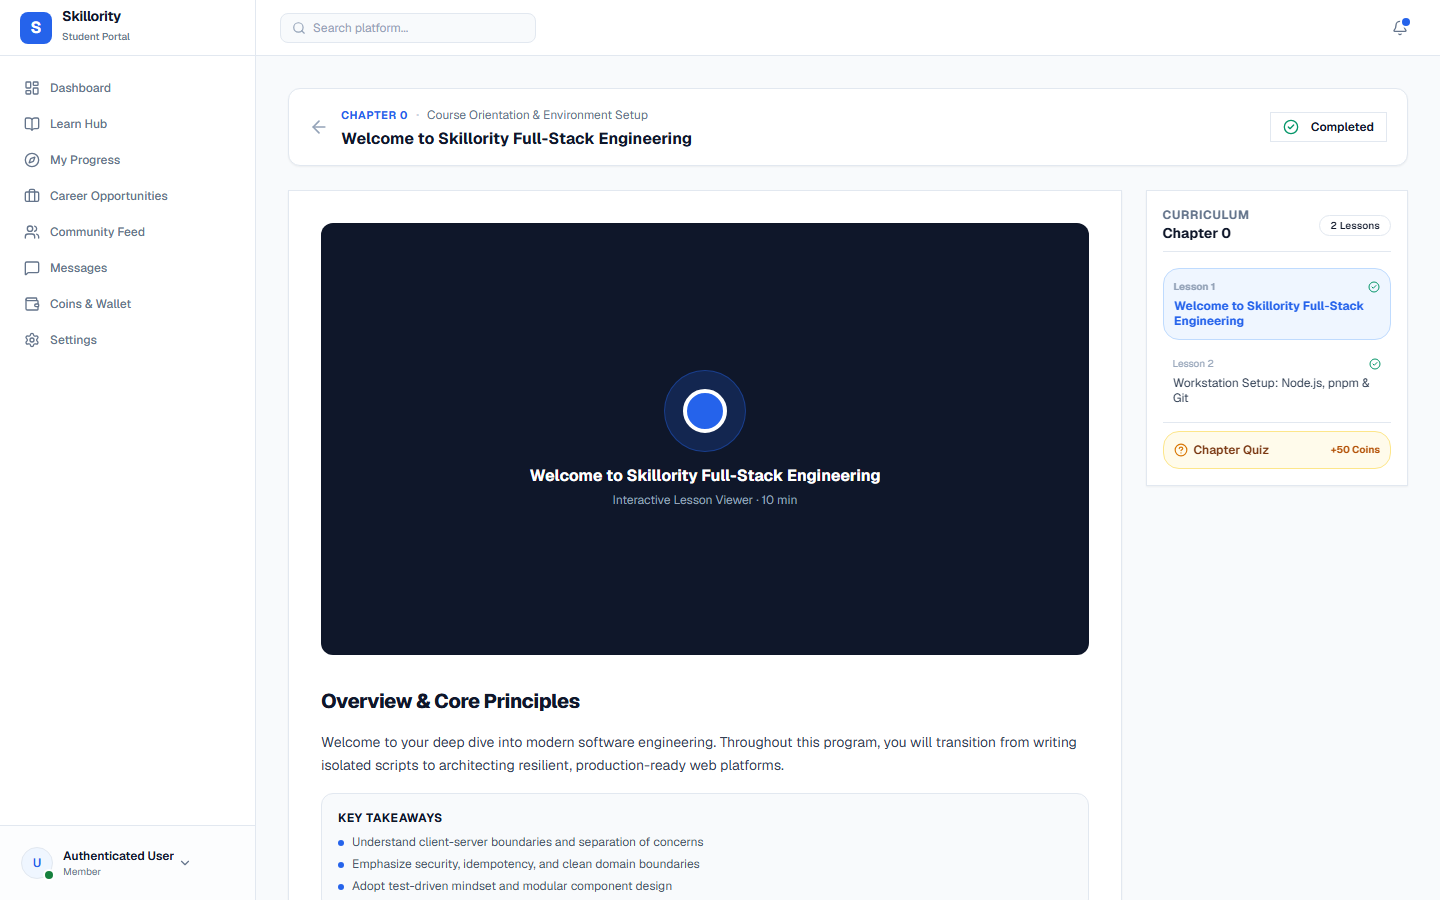 S
Skillority
Student Portal
Search platform...
Dashboard
Learn Hub
My Progress
Career Opportunities
Community Feed
Messages
Coins & Wallet
Settings
U
Authenticated User
Member
CHAPTER 0 · Course Orientation & Environment Setup
Welcome to Skillority Full-Stack Engineering
Completed
Welcome to Skillority Full-Stack Engineering
Interactive Lesson Viewer · 10 min
Overview & Core Principles
Welcome to your deep dive into modern software engineering. Throughout this program, you will transition from writing
isolated scripts to architecting resilient, production-ready web platforms.
KEY TAKEAWAYS
Understand client-server boundaries and separation of concerns
Emphasize security, idempotency, and clean domain boundaries
Adopt test-driven mindset and modular component design
CURRICULUM
Chapter 0
2 Lessons
Lesson 1
Welcome to Skillority Full-Stack
Engineering
Lesson 2
Workstation Setup: Node.js, pnpm &
Git
Chapter Quiz
+50 Coins